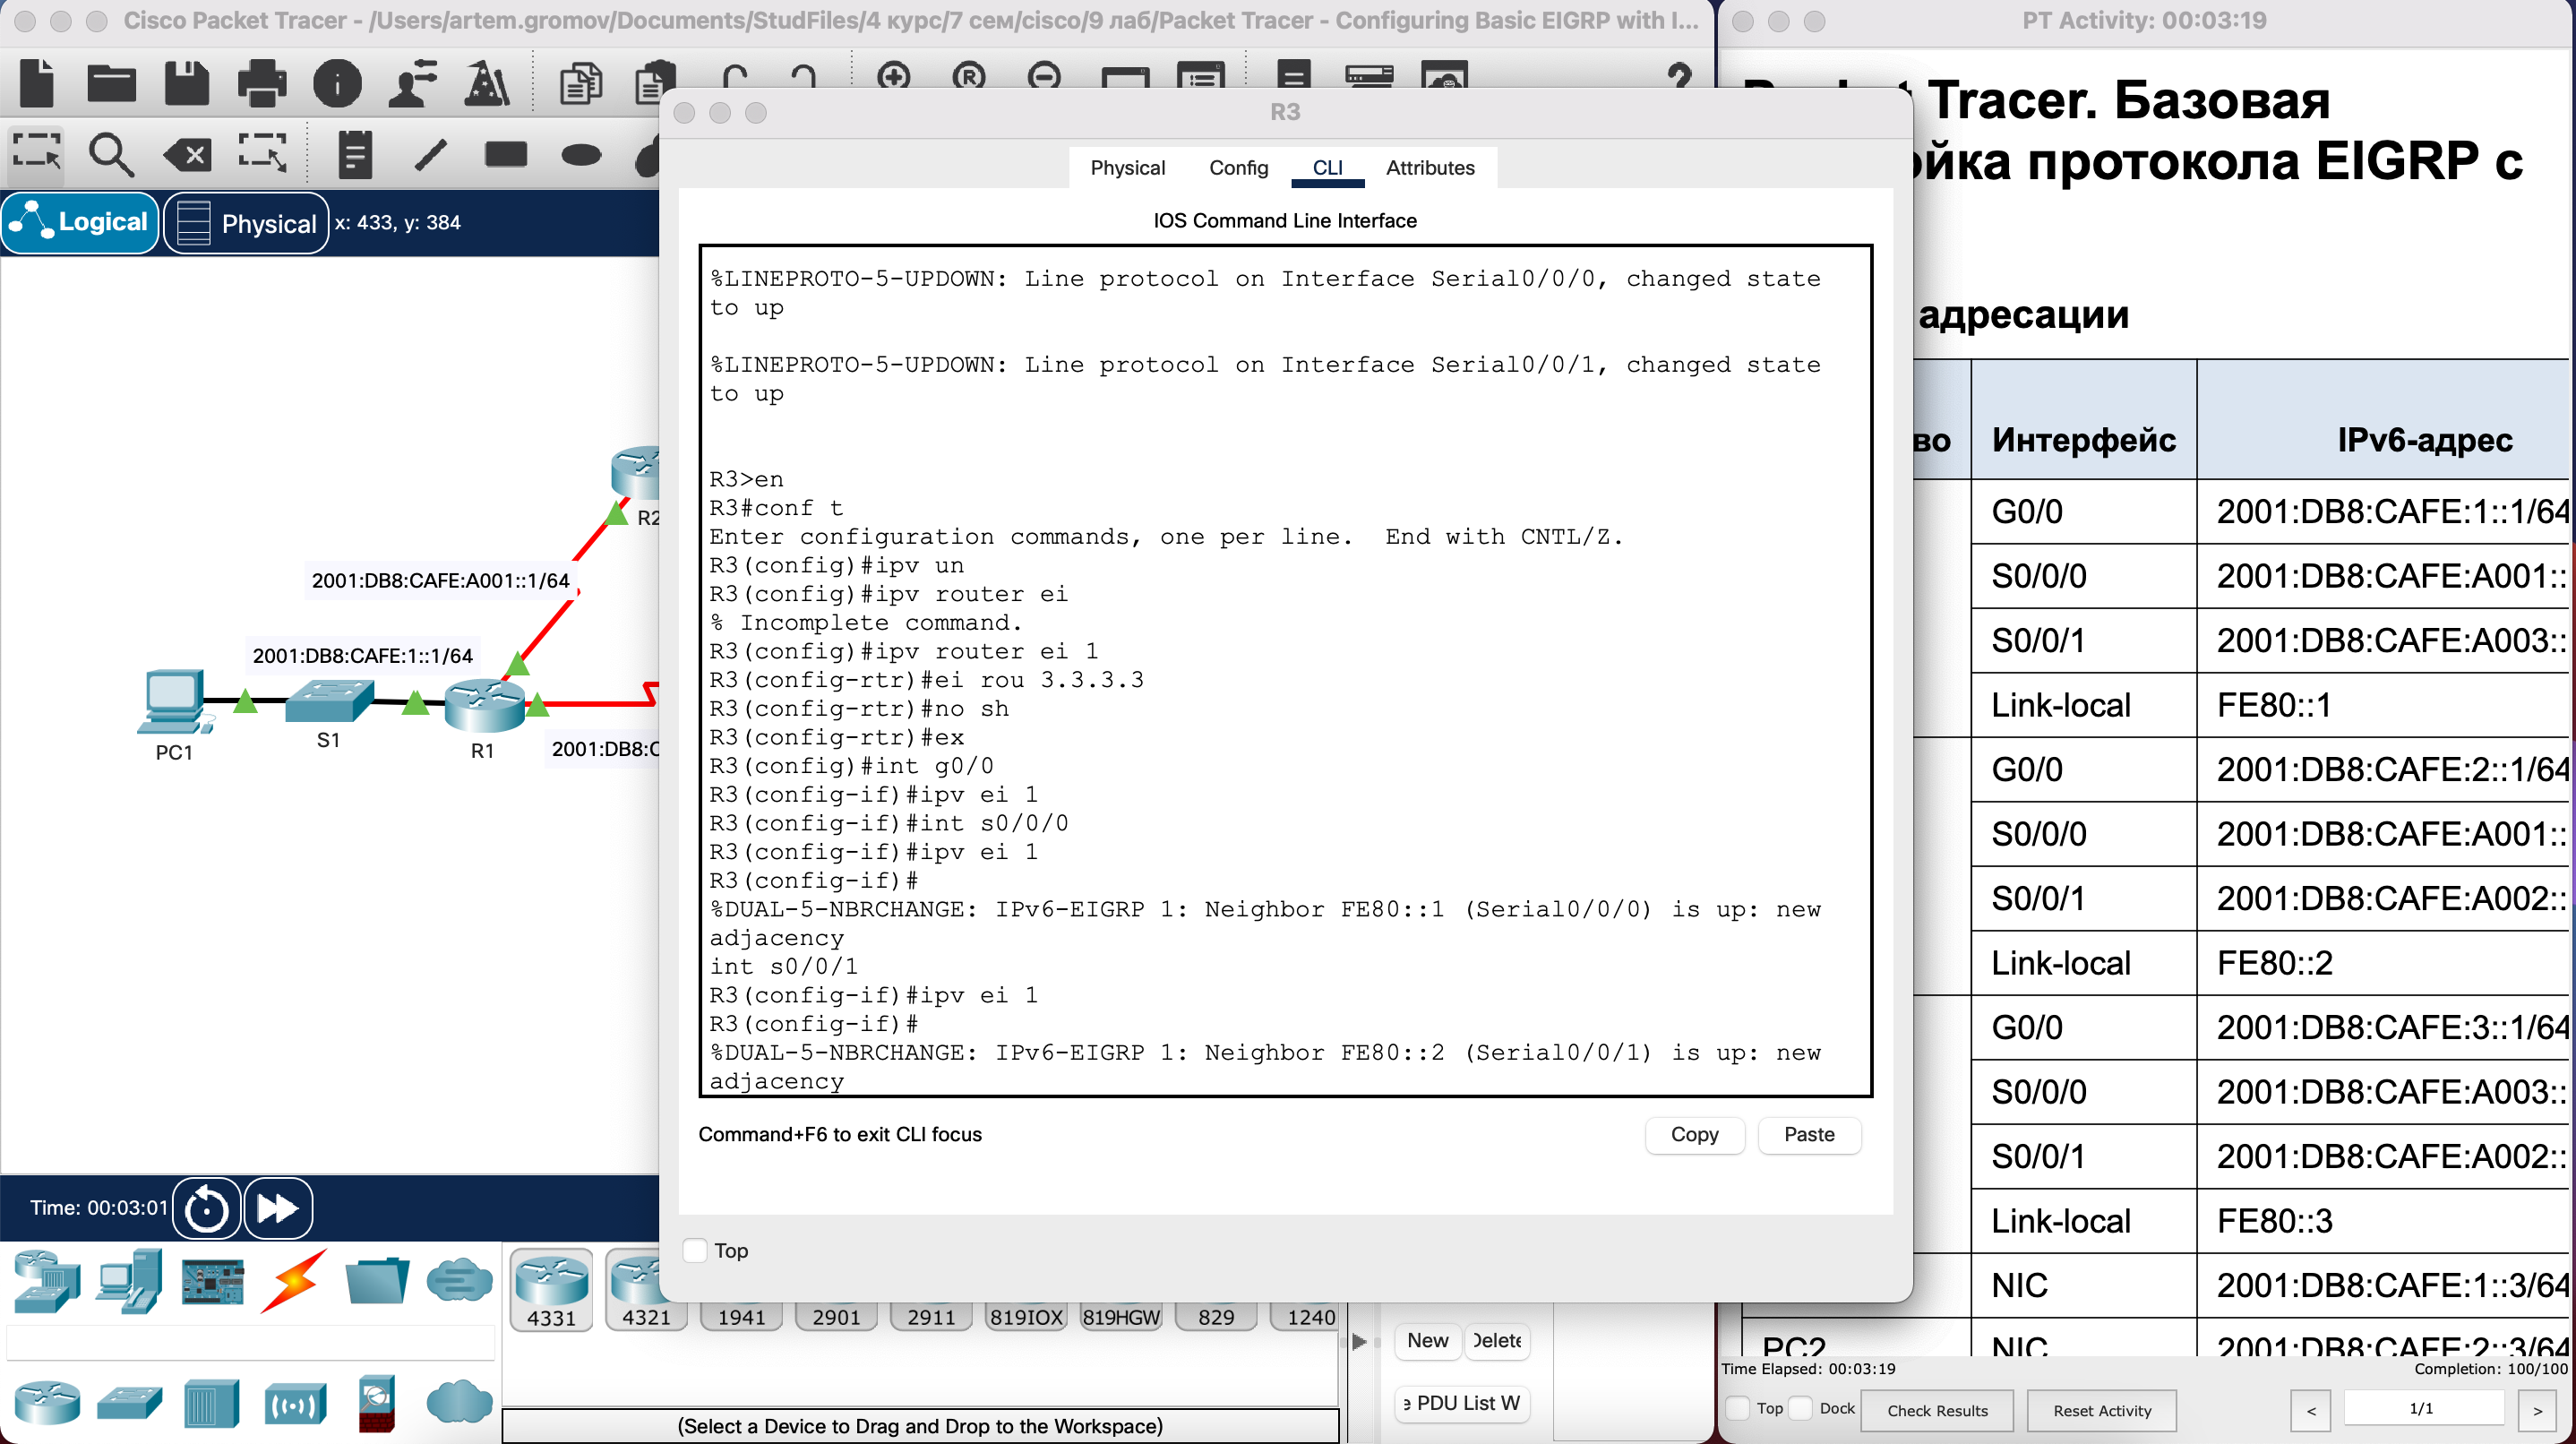 Cisco Packet Tracer - /Users/artem.gromov/Documents/StudFiles/4 курс/7 сем/cisco/9 лаб/Packet Tracer - Configuring Basic EIGRP with I...
Logical
Physical
x: 433, y: 384
R2
2001:DB8:CAFE:A001::1/64
2001:DB8:CAFE:1::1/64
PC1
S1
R1
2001:DB8:C
Time: 00:03:01
4331
4321
1941
2901
2911
819IOX
819HGW
829
1240
(Select a Device to Drag and Drop to the Workspace)
New
Delete
e PDU List W
R3
Physical
Config
CLI
Attributes
IOS Command Line Interface
%LINEPROTO-5-UPDOWN: Line protocol on Interface Serial0/0/0, changed state
to up
%LINEPROTO-5-UPDOWN: Line protocol on Interface Serial0/0/1, changed state
to up
R3>en
R3#conf t
Enter configuration commands, one per line.  End with CNTL/Z.
R3(config)#ipv un
R3(config)#ipv router ei
% Incomplete command.
R3(config)#ipv router ei 1
R3(config-rtr)#ei rou 3.3.3.3
R3(config-rtr)#no sh
R3(config-rtr)#ex
R3(config)#int g0/0
R3(config-if)#ipv ei 1
R3(config-if)#int s0/0/0
R3(config-if)#ipv ei 1
R3(config-if)#
%DUAL-5-NBRCHANGE: IPv6-EIGRP 1: Neighbor FE80::1 (Serial0/0/0) is up: new
adjacency
int s0/0/1
R3(config-if)#ipv ei 1
R3(config-if)#
%DUAL-5-NBRCHANGE: IPv6-EIGRP 1: Neighbor FE80::2 (Serial0/0/1) is up: new
adjacency
Command+F6 to exit CLI focus
Copy
Paste
Top
PT Activity: 00:03:19
Tracer. Базовая
ойка протокола EIGRP с
адресации
во
Интерфейс
IPv6-адрес
G0/0
2001:DB8:CAFE:1::1/64
S0/0/0
2001:DB8:CAFE:A001::
S0/0/1
2001:DB8:CAFE:A003::
Link-local
FE80::1
G0/0
2001:DB8:CAFE:2::1/64
S0/0/0
2001:DB8:CAFE:A001::
S0/0/1
2001:DB8:CAFE:A002::
Link-local
FE80::2
G0/0
2001:DB8:CAFE:3::1/64
S0/0/0
2001:DB8:CAFE:A003::
S0/0/1
2001:DB8:CAFE:A002::
Link-local
FE80::3
NIC
2001:DB8:CAFE:1::3/64
PC2
NIC
2001:DB8:CAFE:2::3/64
Time Elapsed: 00:03:19
Completion: 100/100
Top
Dock
Check Results
Reset Activity
<
1/1
>